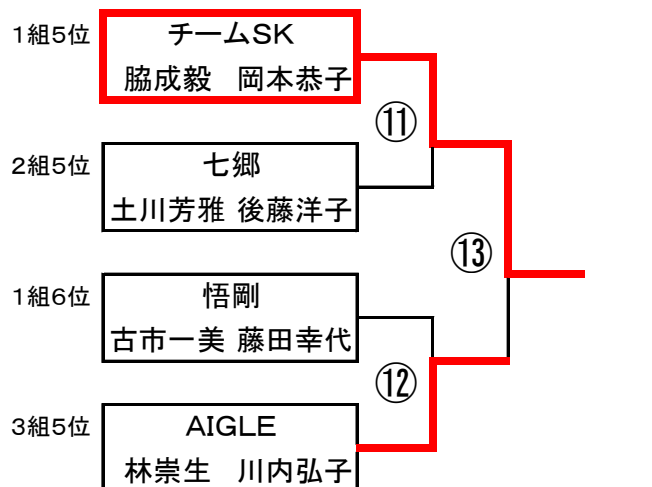 1組5位
チームSK
脇成毅　岡本恭子
⑪
2組5位
七郷
土川芳雅 後藤洋子
⑬
1組6位
悟剛
古市一美 藤田幸代
⑫
3組5位
AIGLE
林崇生　川内弘子